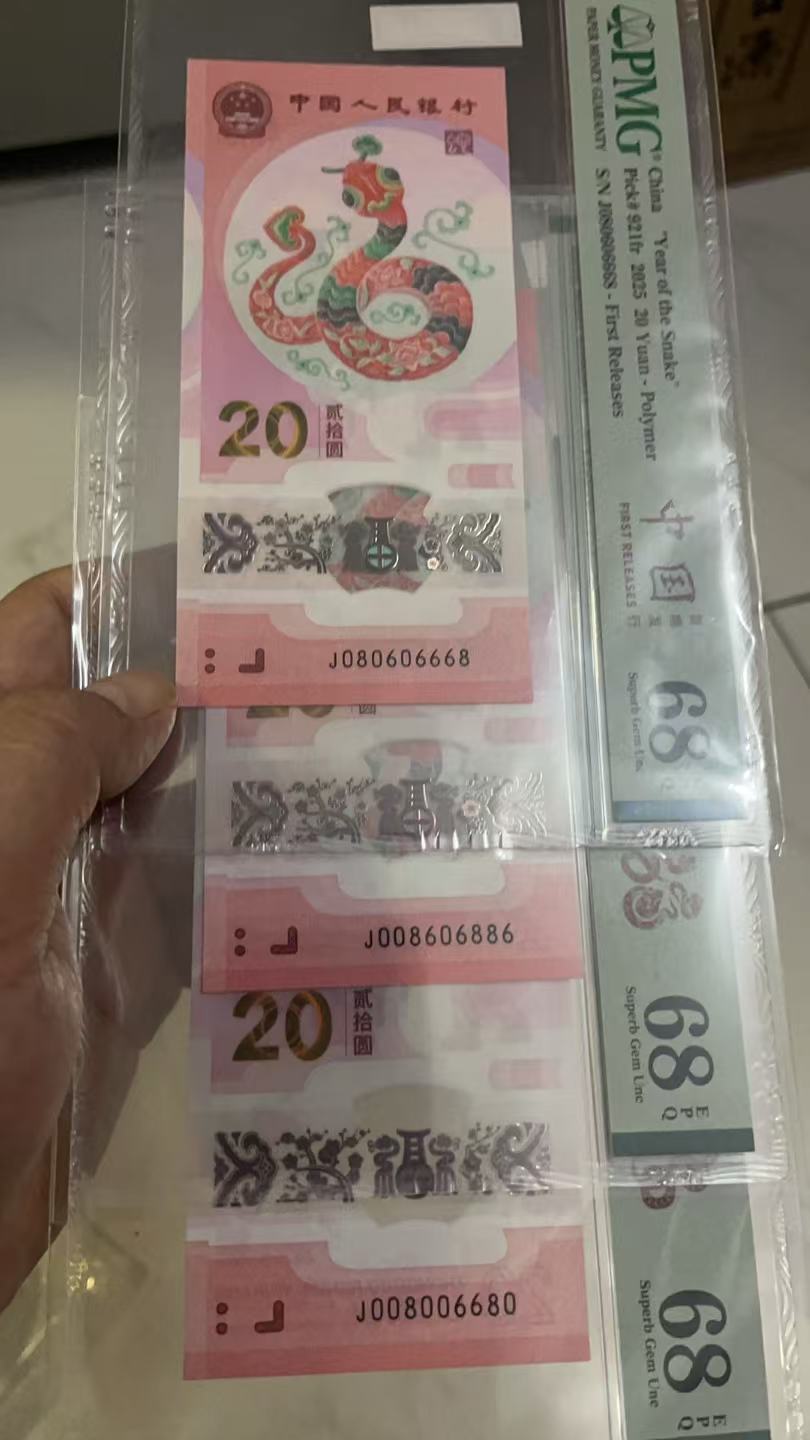 中国人民银行
20
贰拾圆
J080606668
PMG
PAPER MONEY GUARANTY
China "Year of the Snake"
Pick# 921fr 2025 20 Yuan - Polymer
S/N J080606668 - First Releases
中国
FIRST RELEASES
68
Superb Gem Unc
J008606886
68 EPQ
Superb Gem Unc
20
贰拾圆
J008006680
68 EPQ
Superb Gem Unc